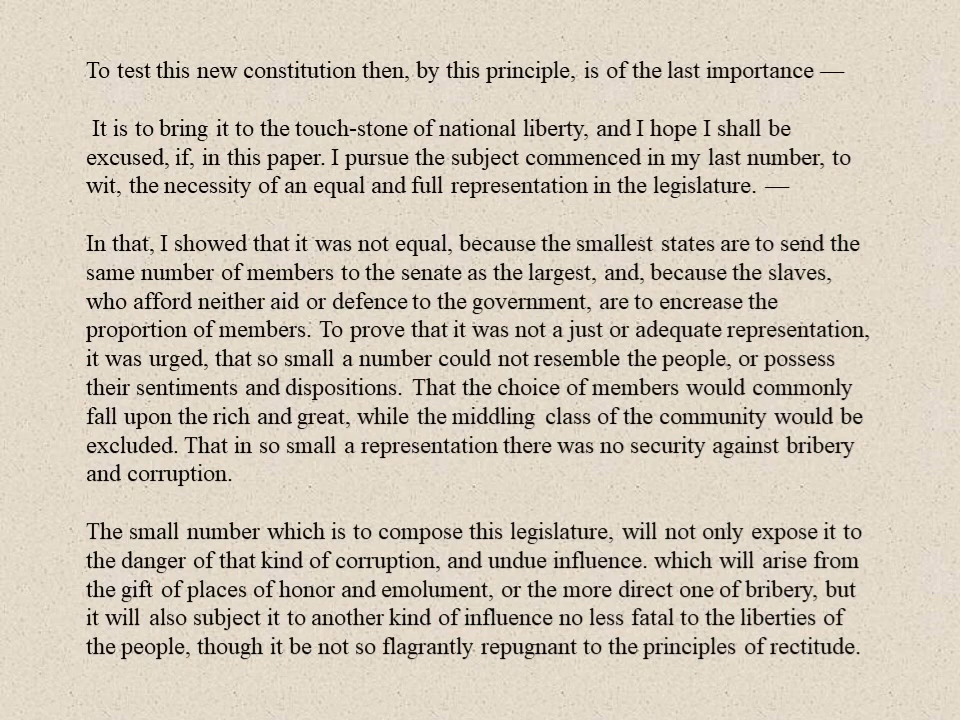 To test this new constitution then, by this principle, is of the last importance —
It is to bring it to the touch-stone of national liberty, and I hope I shall be
excused, if, in this paper. I pursue the subject commenced in my last number, to
wit, the necessity of an equal and full representation in the legislature. —
In that, I showed that it was not equal, because the smallest states are to send the
same number of members to the senate as the largest, and, because the slaves,
who afford neither aid or defence to the government, are to encrease the
proportion of members. To prove that it was not a just or adequate representation,
it was urged, that so small a number could not resemble the people, or possess
their sentiments and dispositions. That the choice of members would commonly
fall upon the rich and great, while the middling class of the community would be
excluded. That in so small a representation there was no security against bribery
and corruption.
The small number which is to compose this legislature, will not only expose it to
the danger of that kind of corruption, and undue influence. which will arise from
the gift of places of honor and emolument, or the more direct one of bribery, but
it will also subject it to another kind of influence no less fatal to the liberties of
the people, though it be not so flagrantly repugnant to the principles of rectitude.